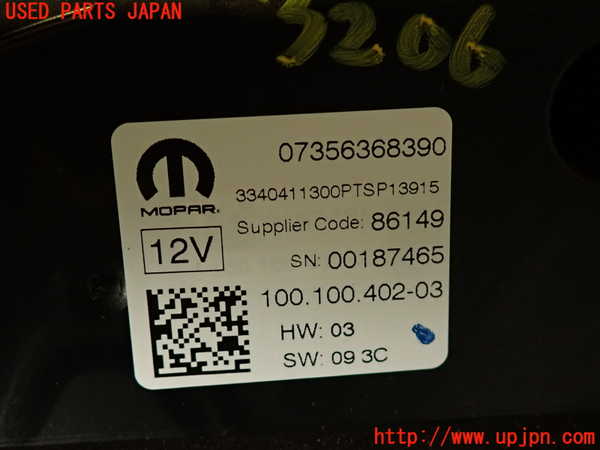 USED PARTS JAPAN
5206
07356368390
3340411300PTSP13915
MOPAR
Supplier Code: 86149
12V
SN: 00187465
100.100.402-03
HW: 03
SW: 09 3C
http://www.upjpn.com/